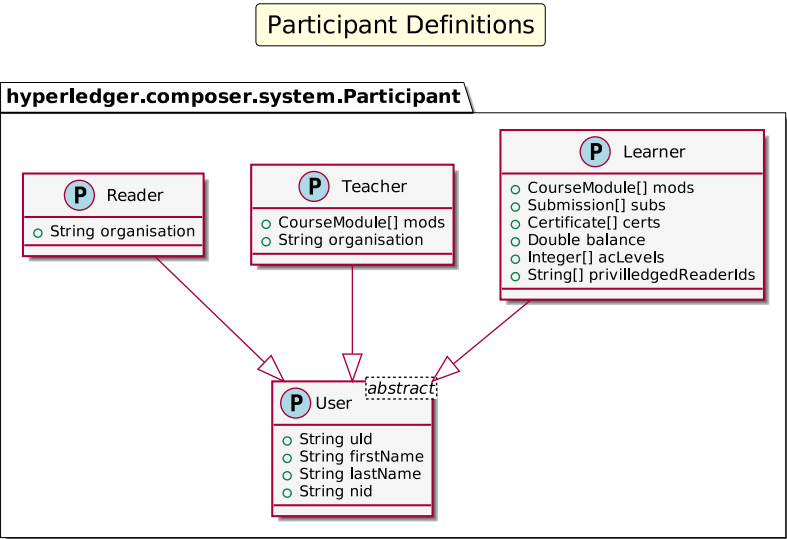 Participant Definitions
hyperledger.composer.system.Participant
P Reader
String organisation
P Teacher
CourseModule[] mods
String organisation
P Learner
CourseModule[] mods
Submission[] subs
Certificate[] certs
Double balance
Integer[] acLevels
String[] privilledgedReaderIds
abstract
P User
String uId
String firstName
String lastName
String nid